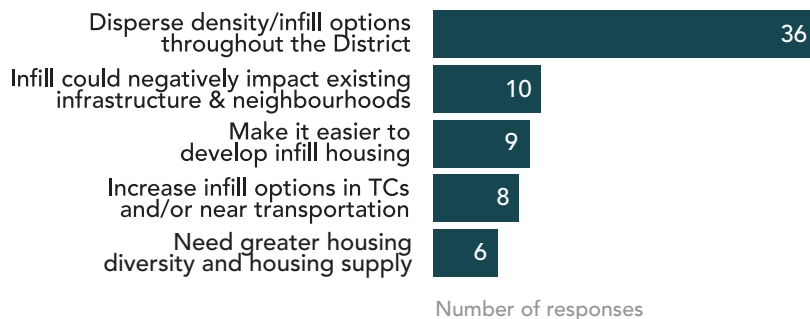 Disperse density/infill options
throughout the District
36
Infill could negatively impact existing
infrastructure & neighbourhoods
10
Make it easier to
develop infill housing
9
Increase infill options in TCs
and/or near transportation
8
Need greater housing
diversity and housing supply
6
Number of responses